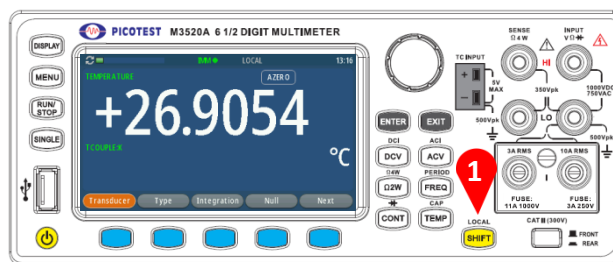 PICOTEST M3520A 6 1/2 DIGIT MULTIMETER
DISPLAY
MENU
RUN/
STOP
SINGLE
IMM
LOCAL
13:16
TEMPERATURE
AZERO
+26.9054
°C
TCOUPLE:K
Transducer Type Integration Null Next
ENTER EXIT
DCI ACI
DCV ACV
Ω4W PERIOD
Ω2W FREQ
CAP
CONT TEMP
LOCAL
SHIFT
1
TC INPUT
+
−
5V
MAX
SENSE
Ω 4 W
INPUT
V Ω
HI
350Vpk
1000VDC
750VAC
LO
500Vpk
500Vpk
3A RMS 10A RMS
I
FUSE:
11A 1000V
FUSE:
3A 250V
CAT II (300V)
FRONT
REAR